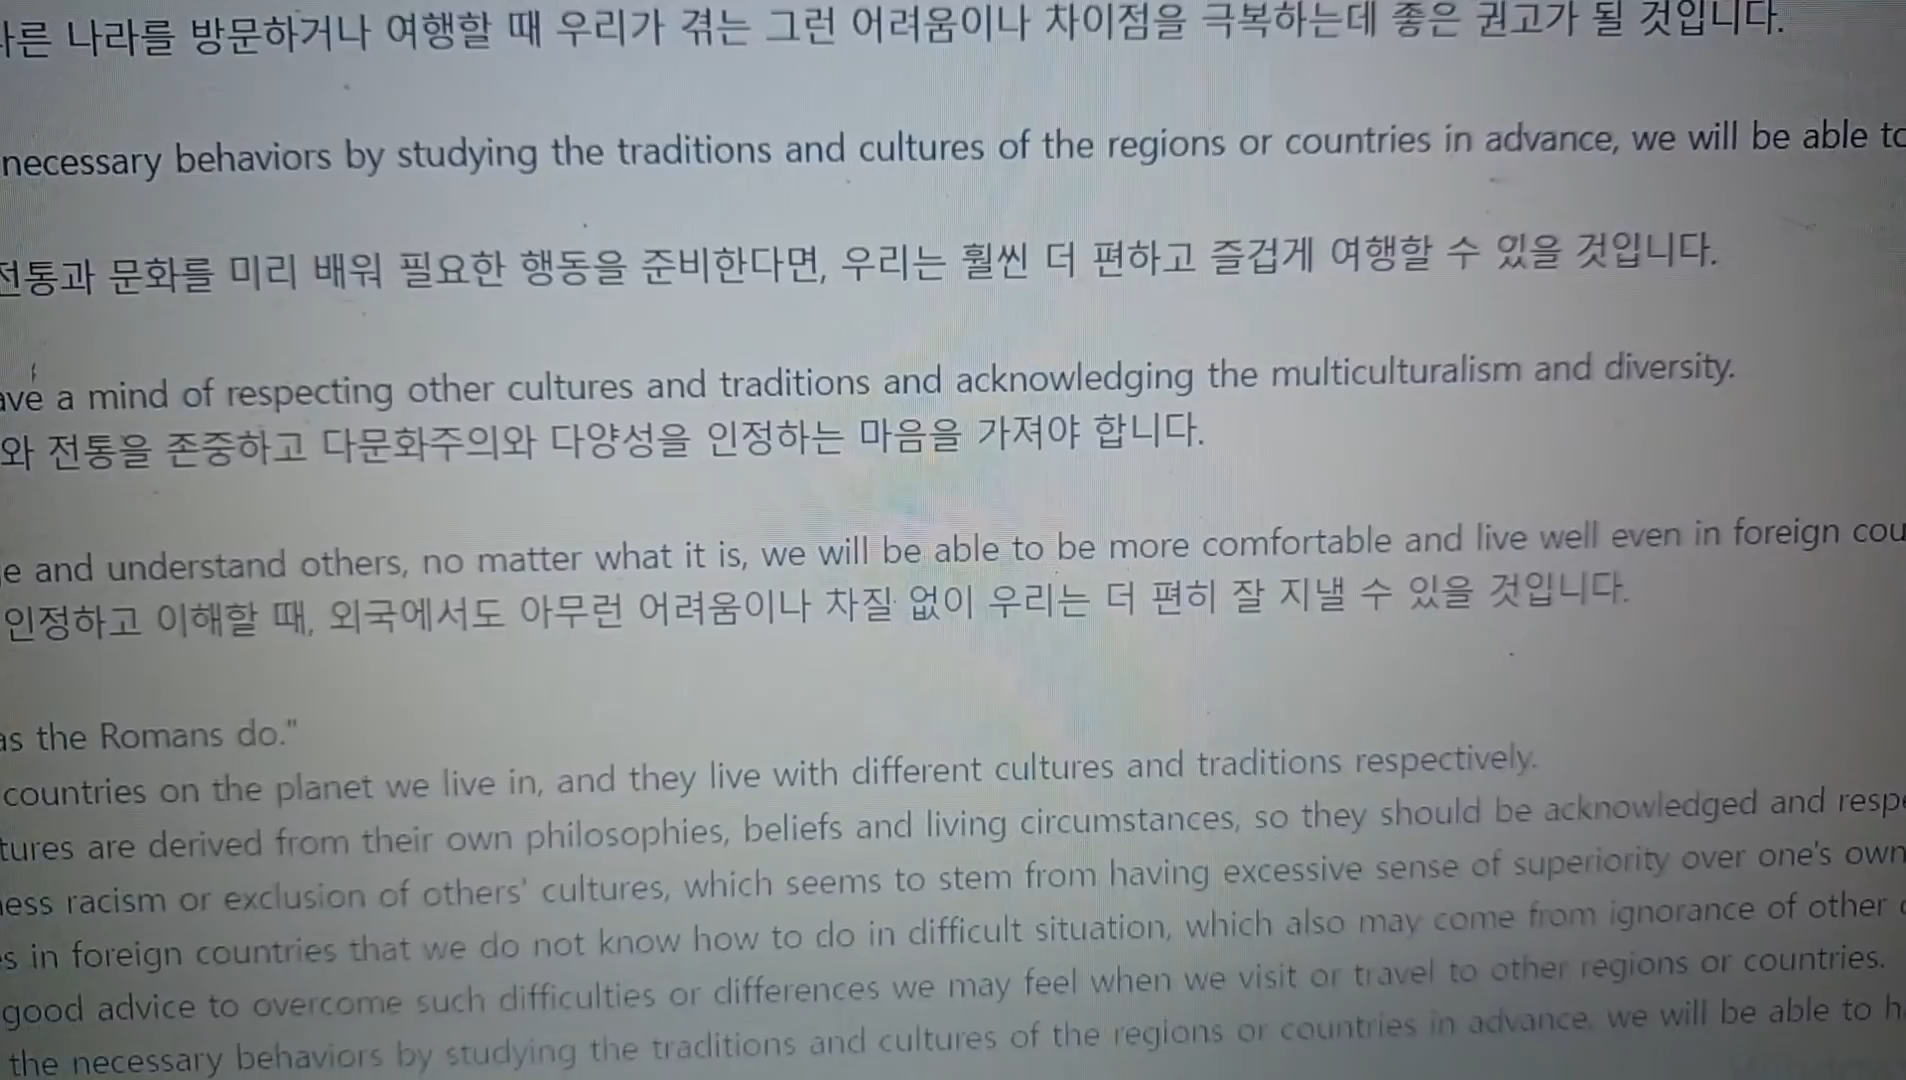 다른 나라를 방문하거나 여행할 때 우리가 겪는 그런 어려움이나 차이점을 극복하는데 좋은 권고가 될 것입니다.
necessary behaviors by studying the traditions and cultures of the regions or countries in advance, we will be able to
전통과 문화를 미리 배워 필요한 행동을 준비한다면, 우리는 훨씬 더 편하고 즐겁게 여행할 수 있을 것입니다.
ave a mind of respecting other cultures and traditions and acknowledging the multiculturalism and diversity.
와 전통을 존중하고 다문화주의와 다양성을 인정하는 마음을 가져야 합니다.
e and understand others, no matter what it is, we will be able to be more comfortable and live well even in foreign cou
인정하고 이해할 때, 외국에서도 아무런 어려움이나 차질 없이 우리는 더 편히 잘 지낼 수 있을 것입니다.
as the Romans do."
countries on the planet we live in, and they live with different cultures and traditions respectively.
tures are derived from their own philosophies, beliefs and living circumstances, so they should be acknowledged and resp
ness racism or exclusion of others' cultures, which seems to stem from having excessive sense of superiority over one's own
s in foreign countries that we do not know how to do in difficult situation, which also may come from ignorance of other
good advice to overcome such difficulties or differences we may feel when we visit or travel to other regions or countries.
the necessary behaviors by studying the traditions and cultures of the regions or countries in advance, we will be able to h